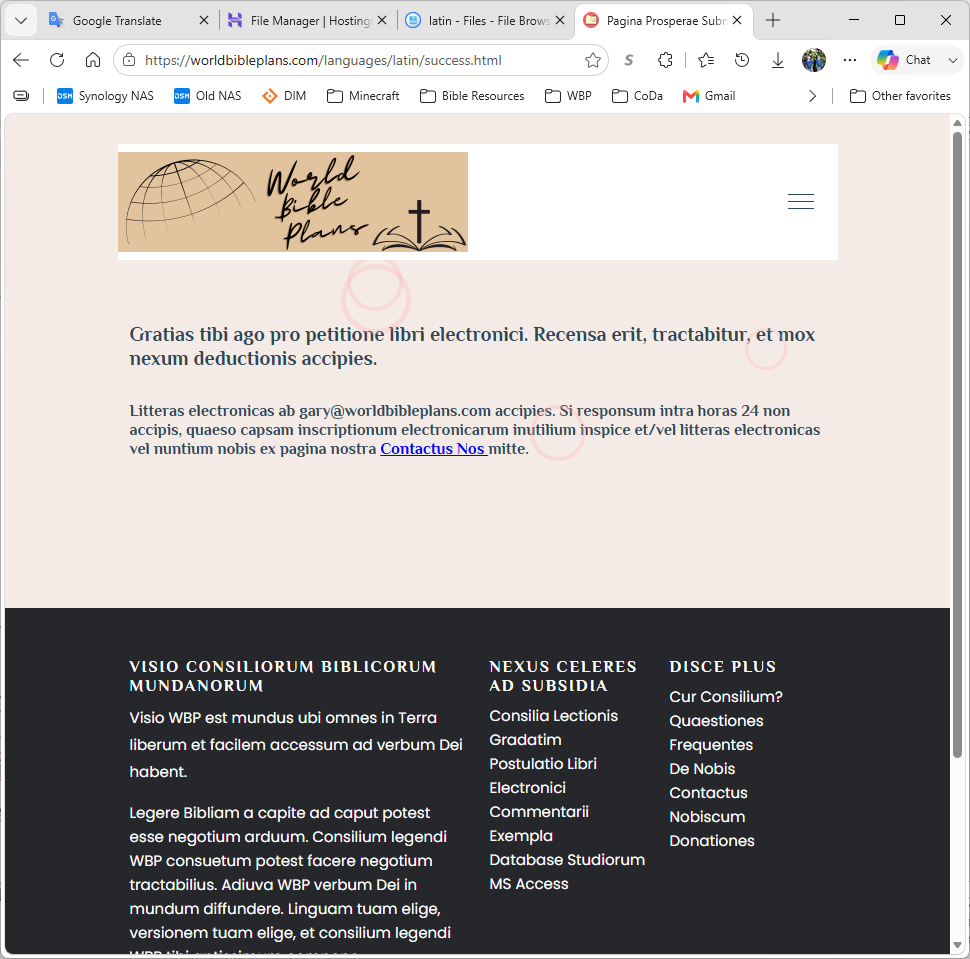 Google Translate
File Manager | Hosting
latin - Files - File Brows
Pagina Prosperae Subn
https://worldbibleplans.com/languages/latin/success.html
Chat
Synology NAS
Old NAS
DIM
Minecraft
Bible Resources
WBP
CoDa
Gmail
Other favorites
World
Bible
Plans
Gratias tibi ago pro petitione libri electronici. Recensa erit, tractabitur, et mox
nexum deductionis accipies.
Litteras electronicas ab gary@worldbibleplans.com accipies. Si responsum intra horas 24 non
accipis, quaeso capsam inscriptionum electronicarum inutilium inspice et/vel litteras electronicas
vel nuntium nobis ex pagina nostra Contactus Nos mitte.
VISIO CONSILIORUM BIBLICORUM
MUNDANORUM
Visio WBP est mundus ubi omnes in Terra
liberum et facilem accessum ad verbum Dei
habent.
Legere Bibliam a capite ad caput potest
esse negotium arduum. Consilium legendi
WBP consuetum potest facere negotium
tractabilius. Adiuva WBP verbum Dei in
mundum diffundere. Linguam tuam elige,
versionem tuam elige, et consilium legendi
NEXUS CELERES
AD SUBSIDIA
Consilia Lectionis
Gradatim
Postulatio Libri
Electronici
Commentarii
Exempla
Database Studiorum
MS Access
DISCE PLUS
Cur Consilium?
Quaestiones
Frequentes
De Nobis
Contactus
Nobiscum
Donationes